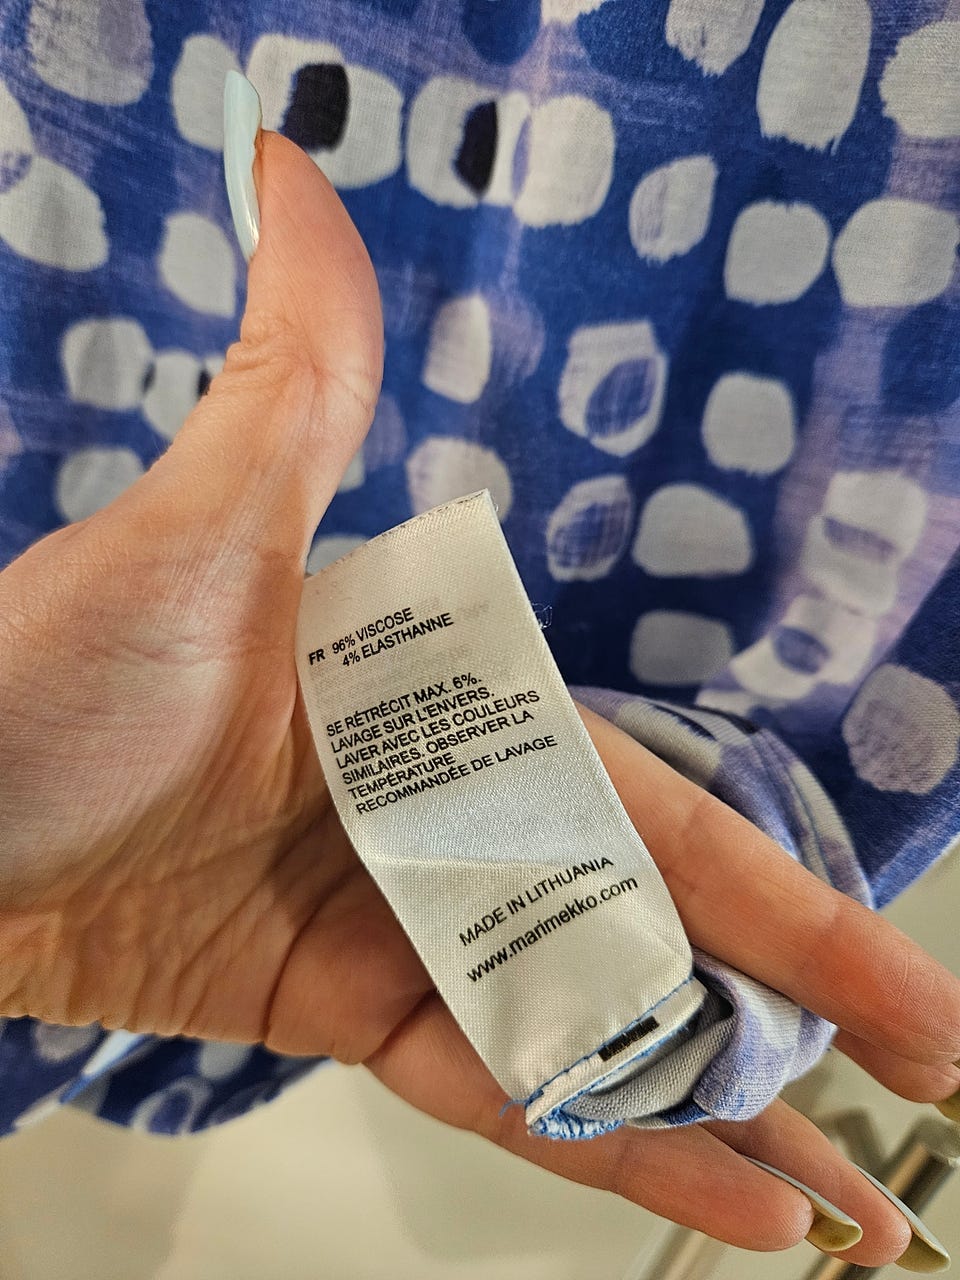 FR 96% VISCOSE
4% ELASTHANNE
SE RÉTRÉCIT MAX. 6%.
LAVAGE SUR L'ENVERS.
LAVER AVEC LES COULEURS
SIMILAIRES. OBSERVER LA
TEMPÉRATURE
RECOMMANDÉE DE LAVAGE
MADE IN LITHUANIA
www.marimekko.com